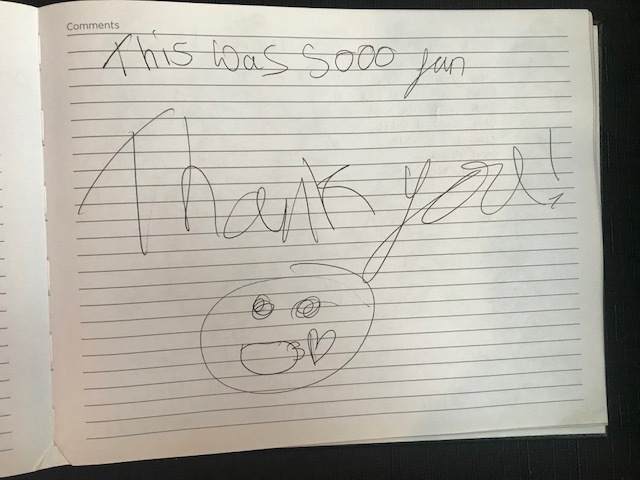 Comments
This was sooo fun
Thank you!